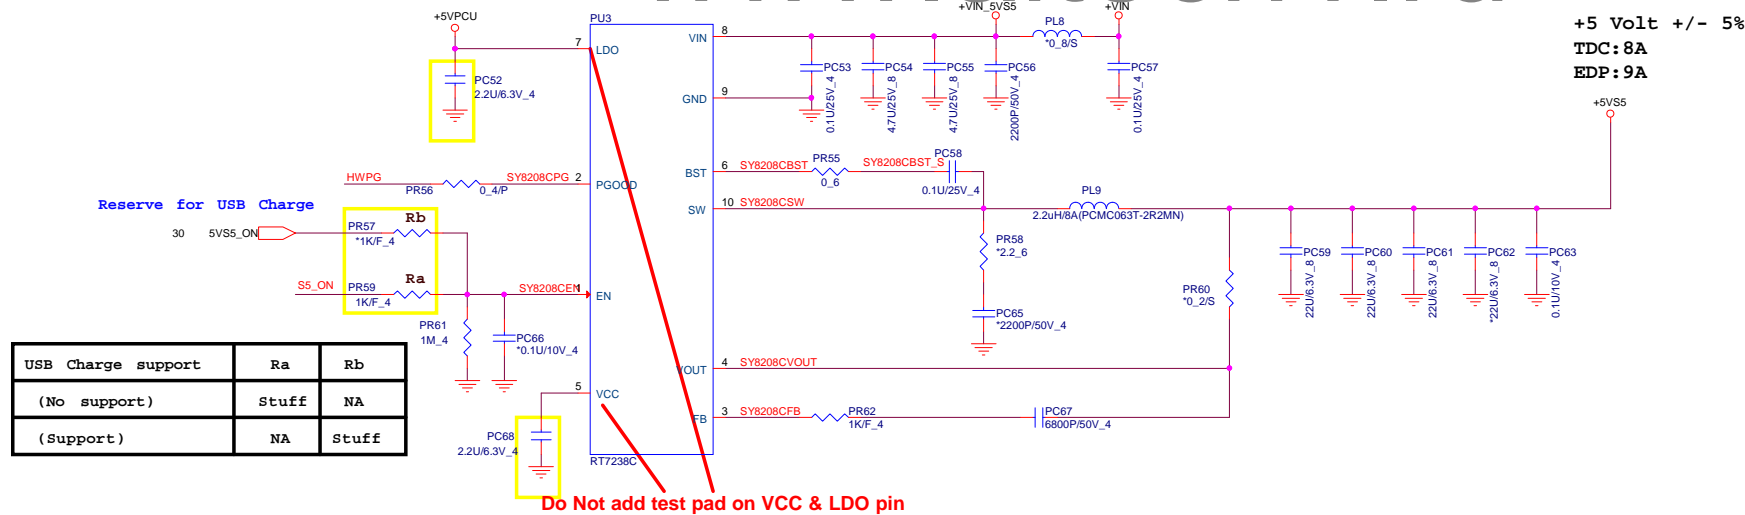 +5VPCU
PU3
+VIN_5VS5
+VIN
PL8
*0_8/S
+5 Volt +/- 5%
TDC:8A
EDP:9A
7
LDO
VIN
8
PC52
2.2U/6.3V_4
PC53
0.1U/25V_4
PC54
4.7U/25V_8
PC55
4.7U/25V_8
PC56
2200P/50V_4
PC57
0.1U/25V_4
GND
9
+5VS5
HWPG
PR56
0_4/P
SY8208CPG
2
PGOOD
BST
6
SY8208CBST
PR55
0_6
SY8208CBST_S
PC58
0.1U/25V_4
SW
10
SY8208CSW
PL9
2.2uH/8A(PCMC063T-2R2MN)
Reserve for USB Charge
30
5VS5_ON
PR57
*1K/F_4
Rb
PR58
*2.2_6
PC59
22U/6.3V_8
PC60
22U/6.3V_8
PC61
22U/6.3V_8
PC62
*22U/6.3V_8
PC63
0.1U/10V_4
S5_ON
PR59
1K/F_4
Ra
SY8208CEN
1
EN
PR60
*0_2/S
PR61
1M_4
PC66
*0.1U/10V_4
PC65
*2200P/50V_4
USB Charge support Ra Rb
(No support) Stuff NA
(Support) NA Stuff
VOUT
4
SY8208CVOUT
5
VCC
FB
3
SY8208CFB
PR62
1K/F_4
PC67
6800P/50V_4
PC68
2.2U/6.3V_4
RT7238C
Do Not add test pad on VCC & LDO pin